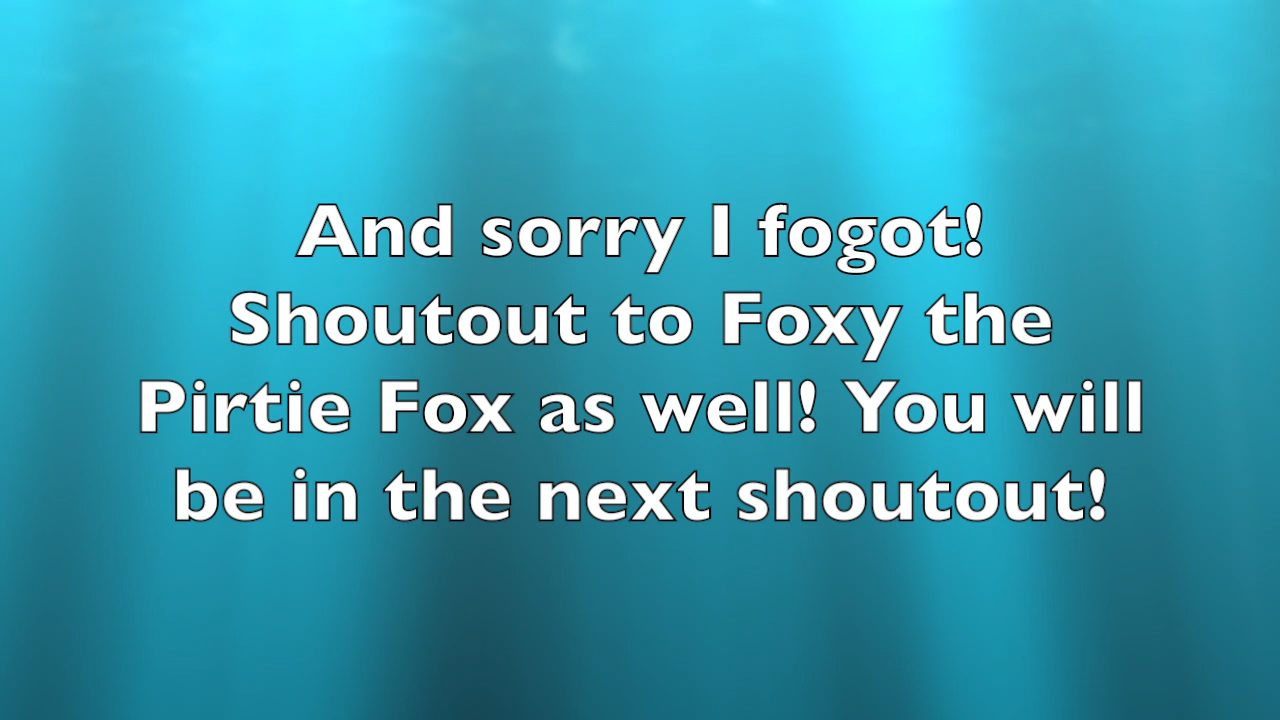 And sorry I fogot!
Shoutout to Foxy the
Pirtie Fox as well! You will
be in the next shoutout!